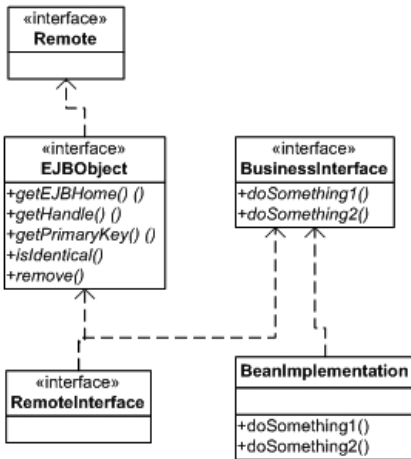 «interface»
Remote
«interface»
EJBObject
+getEJBHome() ()
+getHandle() ()
+getPrimaryKey() ()
+isIdentical()
+remove()
«interface»
BusinessInterface
+doSomething1()
+doSomething2()
«interface»
RemoteInterface
BeanImplementation
+doSomething1()
+doSomething2()